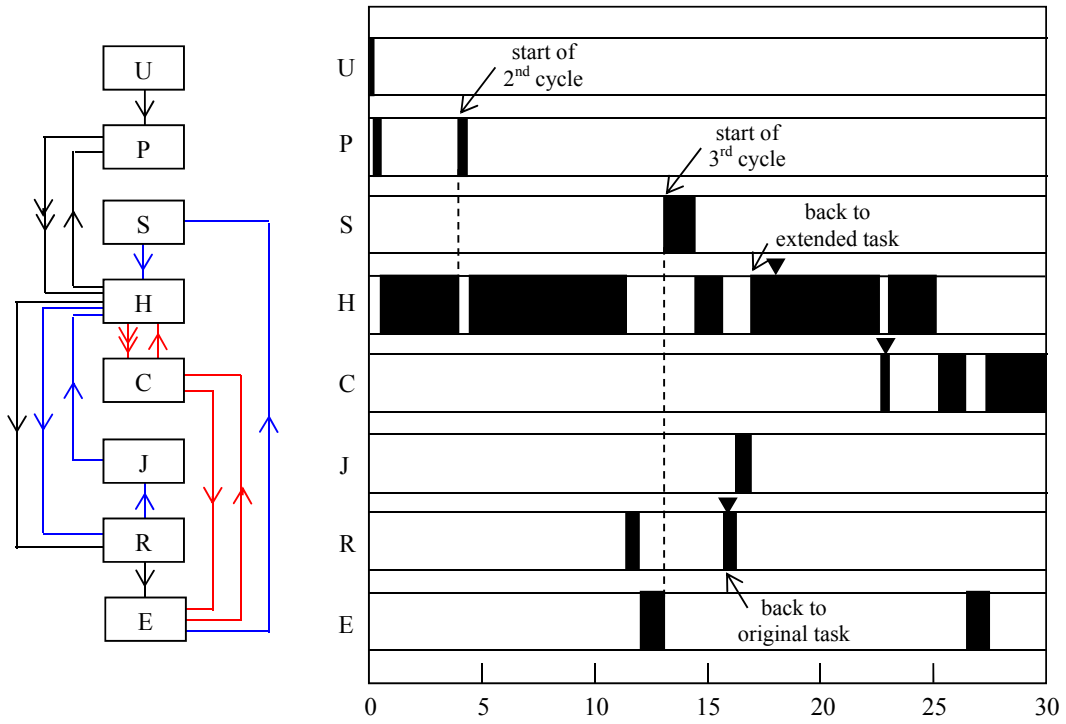 U
P
S
H
C
J
R
E
U
P
S
H
C
J
R
E
start of
2nd cycle
start of
3rd cycle
back to
extended task
back to
original task
0 5 10 15 20 25 30